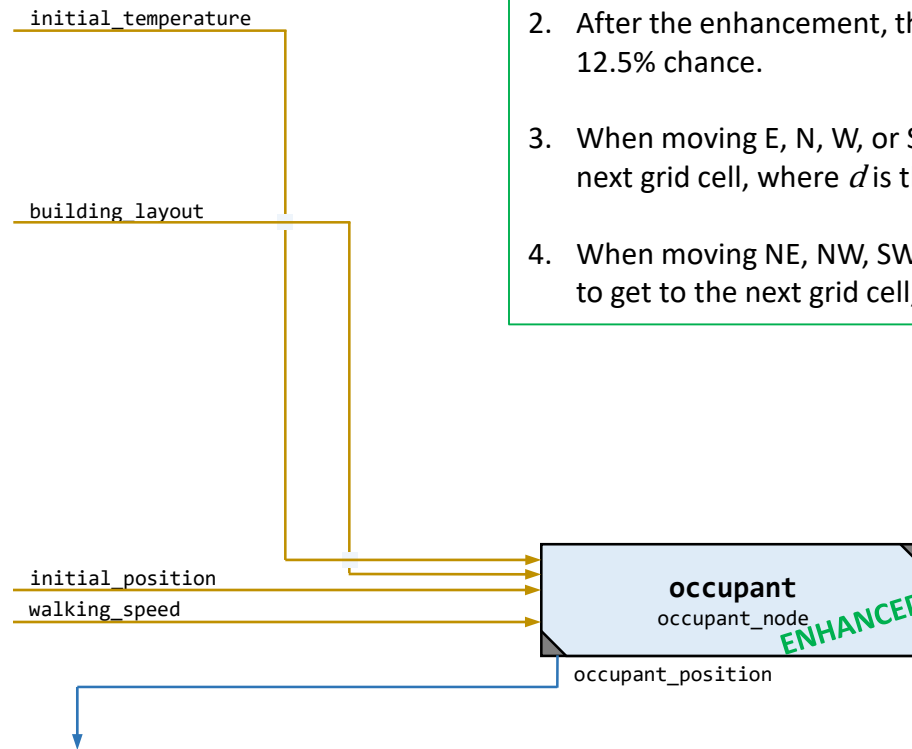 initial_temperature
2. After the enhancement, th
12.5% chance.
building_layout
3. When moving E, N, W, or S
next grid cell, where d is t
4. When moving NE, NW, SW
to get to the next grid cell,
initial_position
walking_speed
occupant
occupant_node
ENHANCED
occupant_position